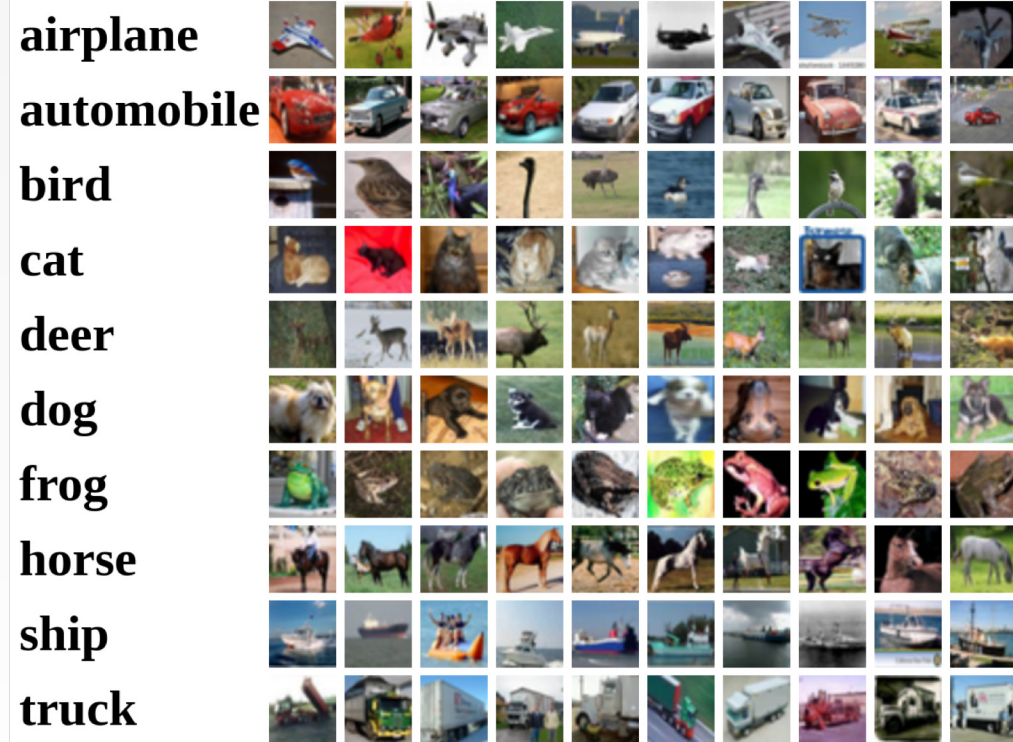 airplane
automobile
bird
cat
deer
dog
frog
horse
ship
truck